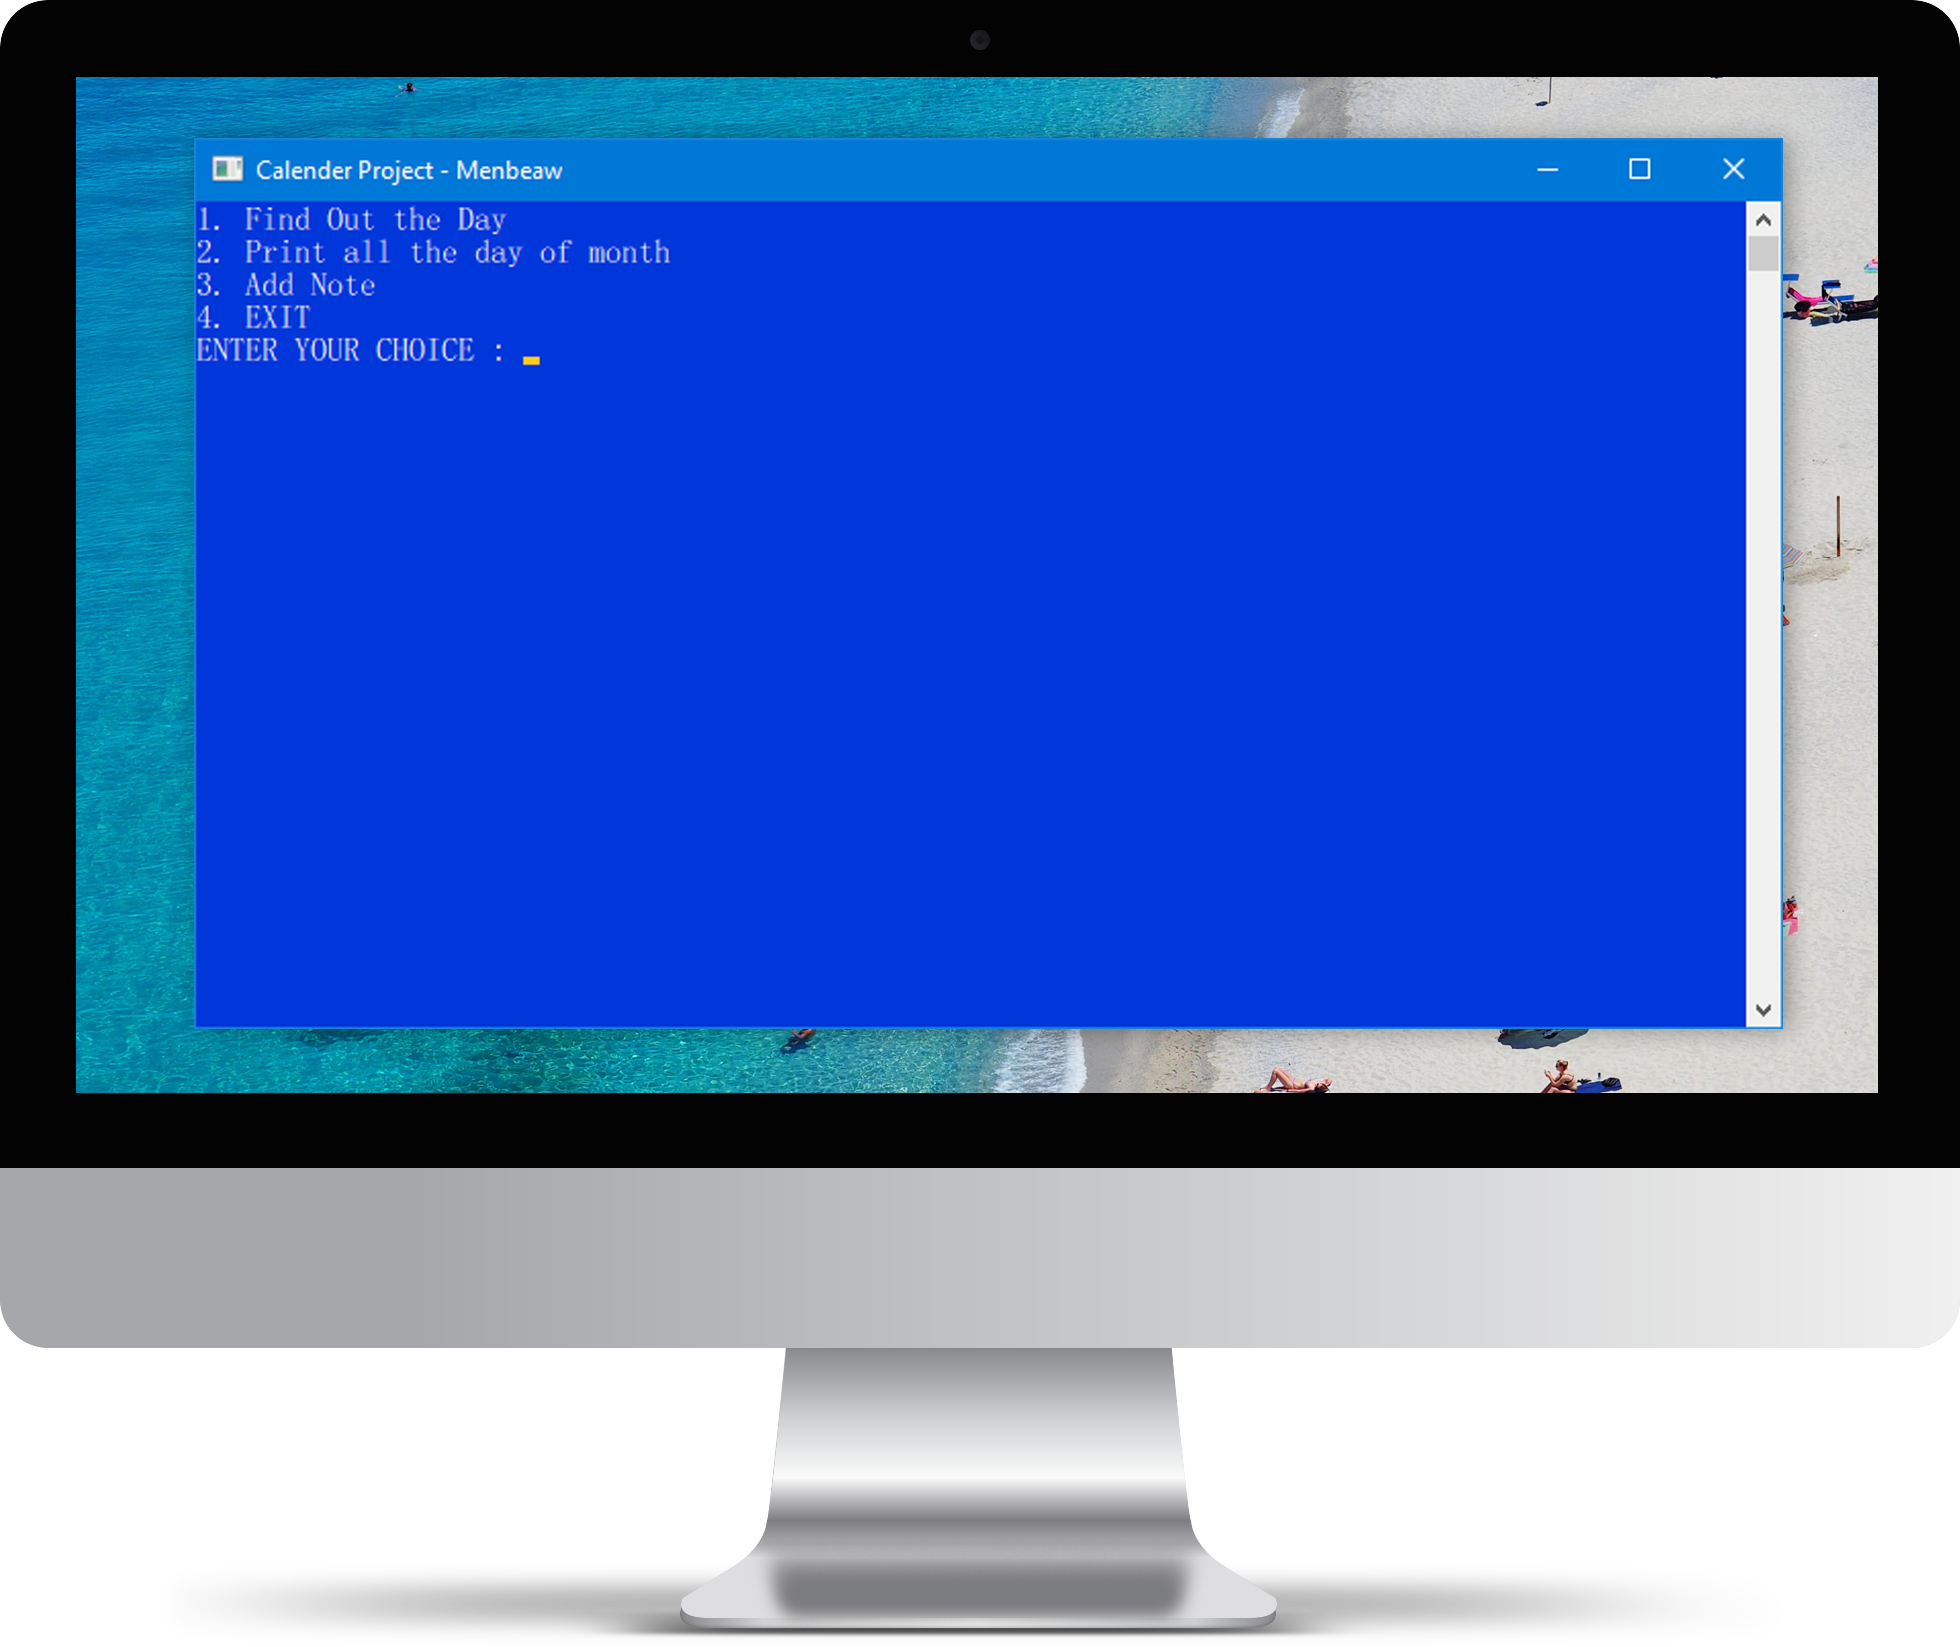 Calender Project - Menbeaw
1. Find Out the Day
2. Print all the day of month
3. Add Note
4. EXIT
ENTER YOUR CHOICE :